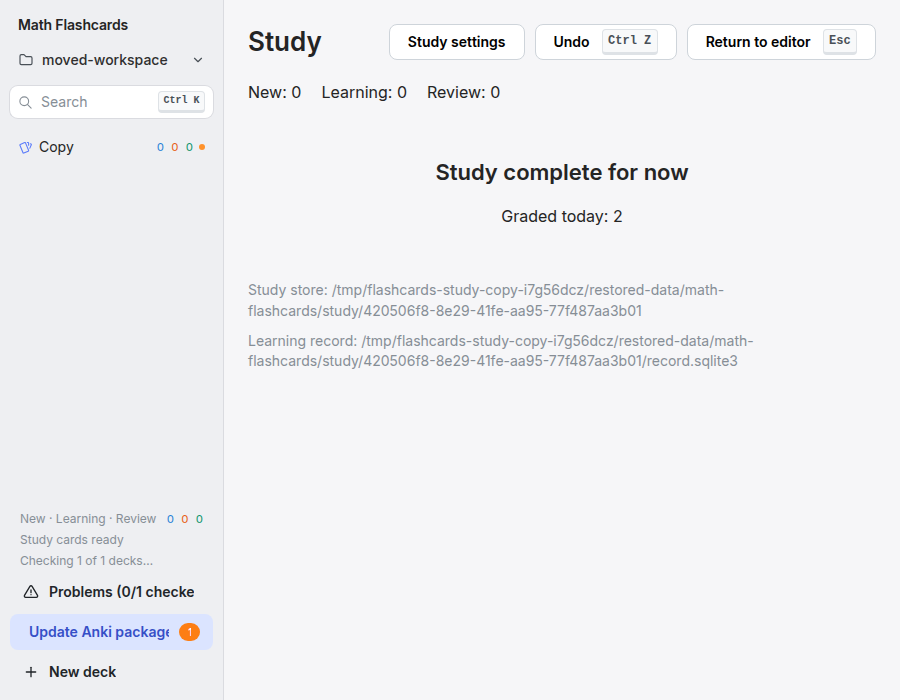 Math Flashcards
moved-workspace
Search Ctrl K
Copy 0 0 0
New · Learning · Review 0 0 0
Study cards ready
Checking 1 of 1 decks...
Problems (0/1 checke
Update Anki package 1
New deck
Study
Study settings
Undo Ctrl Z
Return to editor Esc
New: 0 Learning: 0 Review: 0
Study complete for now
Graded today: 2
Study store: /tmp/flashcards-study-copy-i7g56dcz/restored-data/math-
flashcards/study/420506f8-8e29-41fe-aa95-77f487aa3b01
Learning record: /tmp/flashcards-study-copy-i7g56dcz/restored-data/math-
flashcards/study/420506f8-8e29-41fe-aa95-77f487aa3b01/record.sqlite3